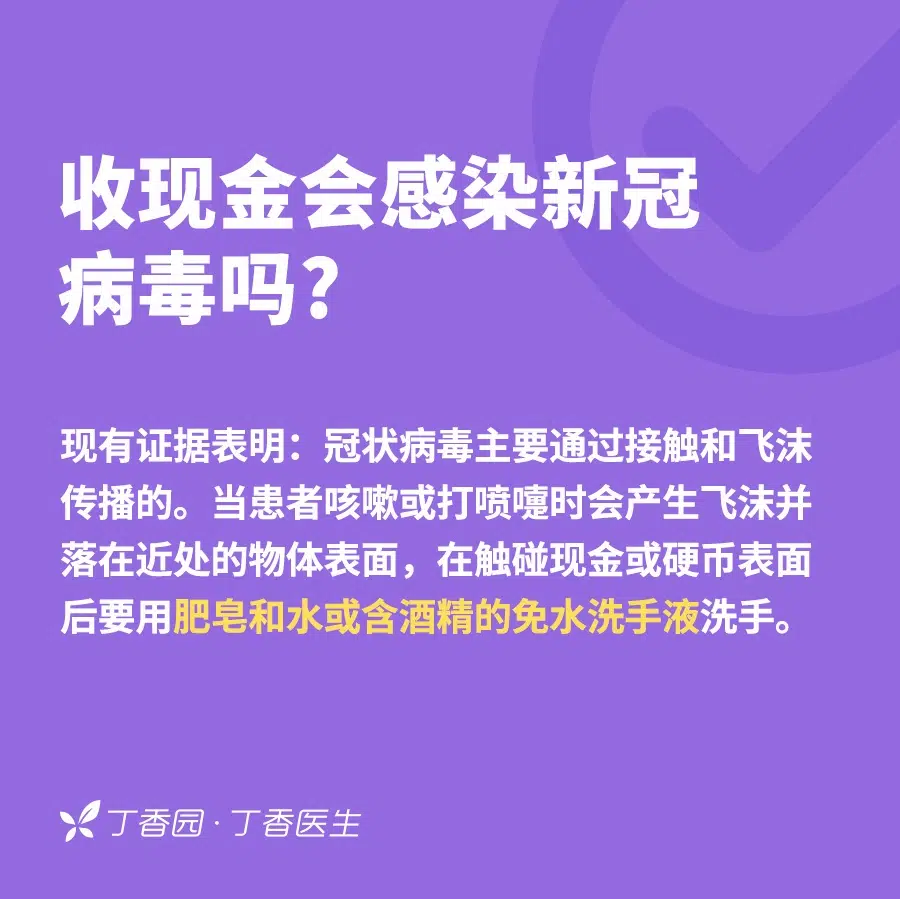 收现金会感染新冠
病毒吗?
现有证据表明：冠状病毒主要通过接触和飞沫
传播的。当患者咳嗽或打喷嚏时会产生飞沫并
落在近处的物体表面，在触碰现金或硬币表面
后要用肥皂和水或含酒精的免水洗手液洗手。
丁香园·丁香医生